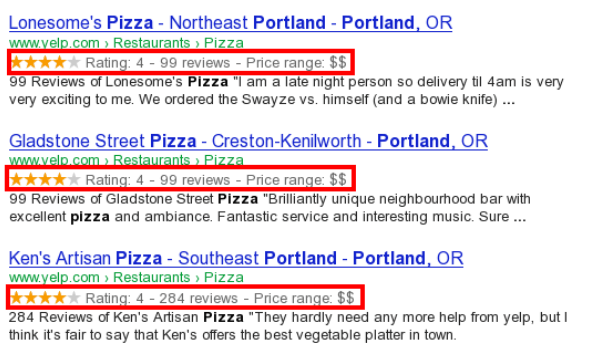 Lonesome's Pizza - Northeast Portland - Portland, OR
www.yelp.com › Restaurants › Pizza
★★★★★ Rating: 4 - 99 reviews - Price range: $$
99 Reviews of Lonesome's Pizza "I am a late night person so delivery til 4am is very
very exciting to me. We ordered the Swayze vs. himself (and a bowie knife) ...
Gladstone Street Pizza - Creston-Kenilworth - Portland, OR
www.yelp.com › Restaurants › Pizza
★★★★★ Rating: 4 - 99 reviews - Price range: $$
99 Reviews of Gladstone Street Pizza "Brilliantly unique neighbourhood bar with
excellent pizza and ambiance. Fantastic service and interesting music. Sure ...
Ken's Artisan Pizza - Southeast Portland - Portland, OR
www.yelp.com › Restaurants › Pizza
★★★★★ Rating: 4 - 284 reviews - Price range: $$
284 Reviews of Ken's Artisan Pizza "They hardly need any more help from yelp, but I
think it's fair to say that Ken's offers the best vegetable platter in town.